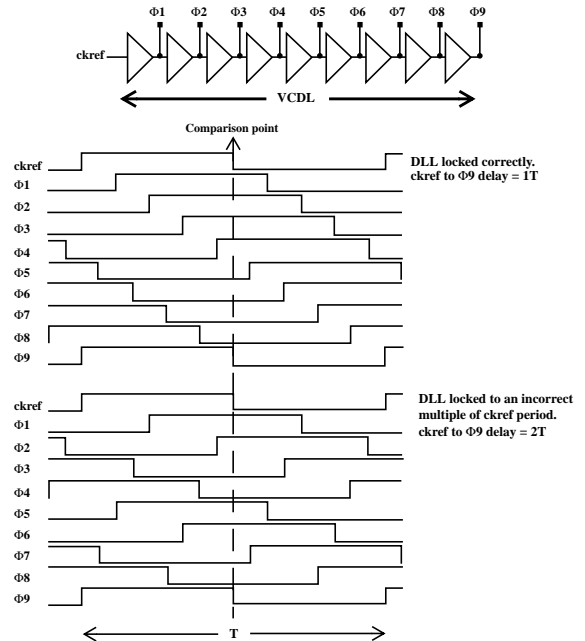 Φ1 Φ2 Φ3 Φ4 Φ5 Φ6 Φ7 Φ8 Φ9
ckref
VCDL
Comparison point
ckref
DLL locked correctly.
ckref to Φ9 delay = 1T
Φ1
Φ2
Φ3
Φ4
Φ5
Φ6
Φ7
Φ8
Φ9
ckref
DLL locked to an incorrect
multiple of ckref period.
ckref to Φ9 delay = 2T
Φ1
Φ2
Φ3
Φ4
Φ5
Φ6
Φ7
Φ8
Φ9
T